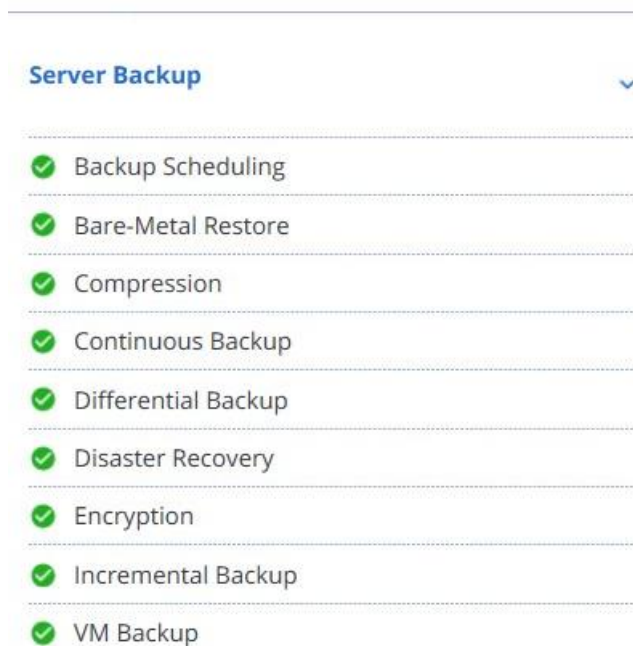 Server Backup
Backup Scheduling
Bare-Metal Restore
Compression
Continuous Backup
Differential Backup
Disaster Recovery
Encryption
Incremental Backup
VM Backup